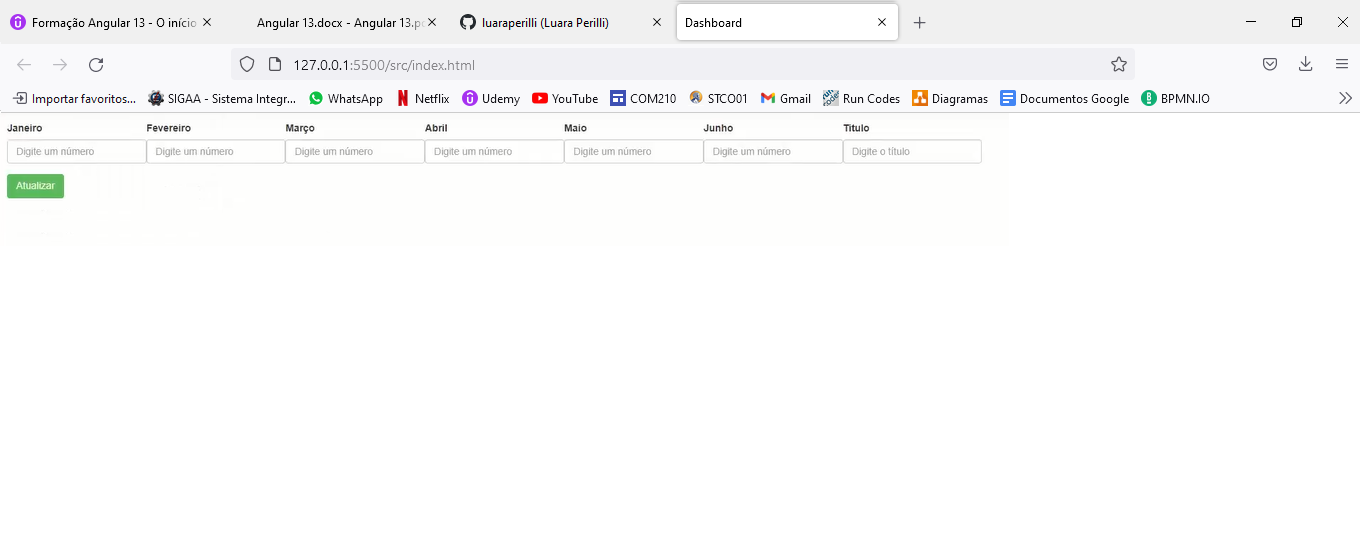 Formação Angular 13 - O início
Angular 13.docx - Angular 13.pe
luaraperilli (Luara Perilli)
Dashboard
127.0.0.1:5500/src/index.html
Importar favoritos... SIGAA - Sistema Integr... WhatsApp Netflix Udemy YouTube COM210 STCO01 Gmail Run Codes Diagramas Documentos Google BPMN.IO
Janeiro Fevereiro Março Abril Maio Junho Titulo
Digite um número Digite um número Digite um número Digite um número Digite um número Digite um número Digite o título
Atualizar